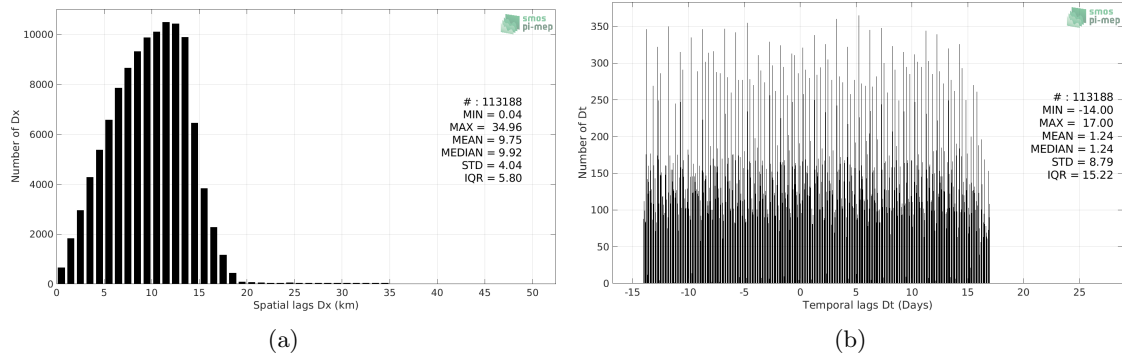 smos
pi-mep
10000
8000
6000
4000
2000
0
Number of Dx
# : 113188
MIN = 0.04
MAX = 34.96
MEAN = 9.75
MEDIAN = 9.92
STD = 4.04
IQR = 5.80
0 5 10 15 20 25 30 35 40 45 50
Spatial lags Dx (km)
(a)
smos
pi-mep
350
300
250
200
150
100
50
0
Number of Dt
# : 113188
MIN = -14.00
MAX = 17.00
MEAN = 1.24
MEDIAN = 1.24
STD = 8.79
IQR = 15.22
-15 -10 -5 0 5 10 15 20 25
Temporal lags Dt (Days)
(b)